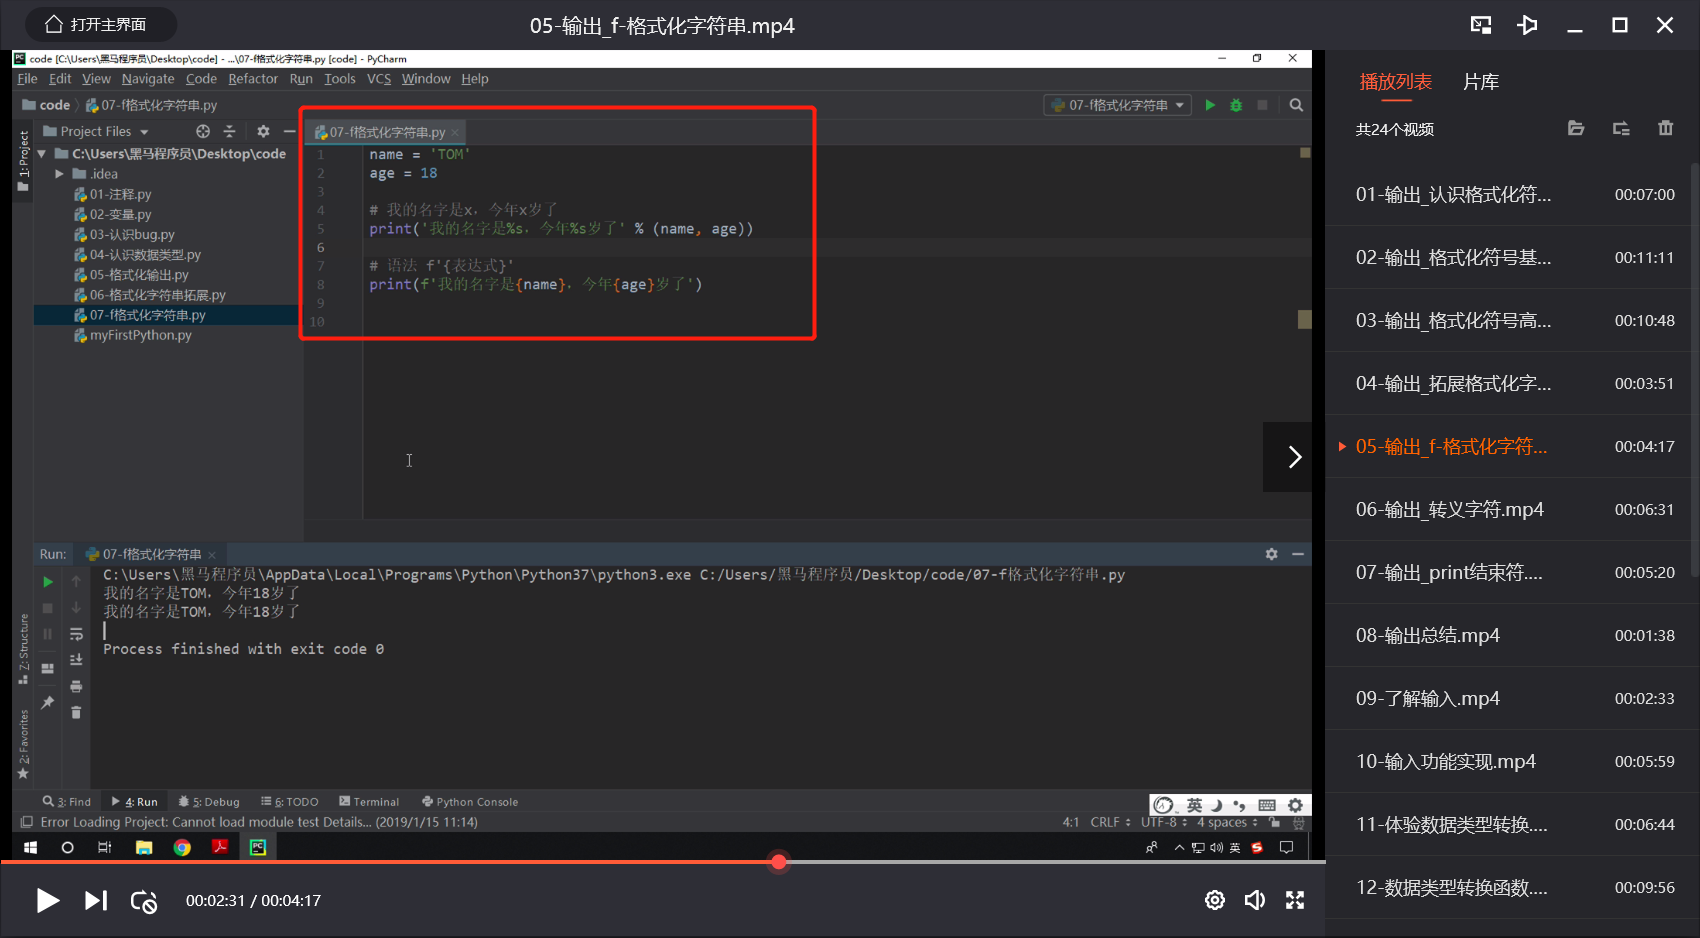 打开主界面
05-输出_f-格式化字符串.mp4
code [C:\Users\黑马程序员\Desktop\code] - ...\07-f格式化字符串.py [code] - PyCharm
File Edit View Navigate Code Refactor Run Tools VCS Window Help
code 07-f格式化字符串.py
07-f格式化字符串
1: Project
Project Files
C:\Users\黑马程序员\Desktop\code
.idea
01-注释.py
02-变量.py
03-认识bug.py
04-认识数据类型.py
05-格式化输出.py
06-格式化字符串拓展.py
07-f格式化字符串.py
myFirstPython.py
07-f格式化字符串.py
1 name = 'TOM'
2 age = 18
3
4 # 我的名字是x，今年x岁了
5 print('我的名字是%s，今年%s岁了' % (name, age))
6
7 # 语法 f'{表达式}'
8 print(f'我的名字是{name}，今年{age}岁了')
9
10
Run: 07-f格式化字符串
C:\Users\黑马程序员\AppData\Local\Programs\Python\Python37\python3.exe C:/Users/黑马程序员/Desktop/code/07-f格式化字符串.py
我的名字是TOM，今年18岁了
我的名字是TOM，今年18岁了
Process finished with exit code 0
Z: Structure
2: Favorites
3: Find 4: Run 5: Debug 6: TODO Terminal Python Console
英
Error Loading Project: Cannot load module test Details... (2019/1/15 11:14)
4:1 CRLF UTF-8 4 spaces
英
00:02:31 / 00:04:17
播放列表 片库
共24个视频
01-输出_认识格式化符... 00:07:00
02-输出_格式化符号基... 00:11:11
03-输出_格式化符号高... 00:10:48
04-输出_拓展格式化字... 00:03:51
05-输出_f-格式化字符... 00:04:17
06-输出_转义字符.mp4 00:06:31
07-输出_print结束符.... 00:05:20
08-输出总结.mp4 00:01:38
09-了解输入.mp4 00:02:33
10-输入功能实现.mp4 00:05:59
11-体验数据类型转换.... 00:06:44
12-数据类型转换函数.... 00:09:56